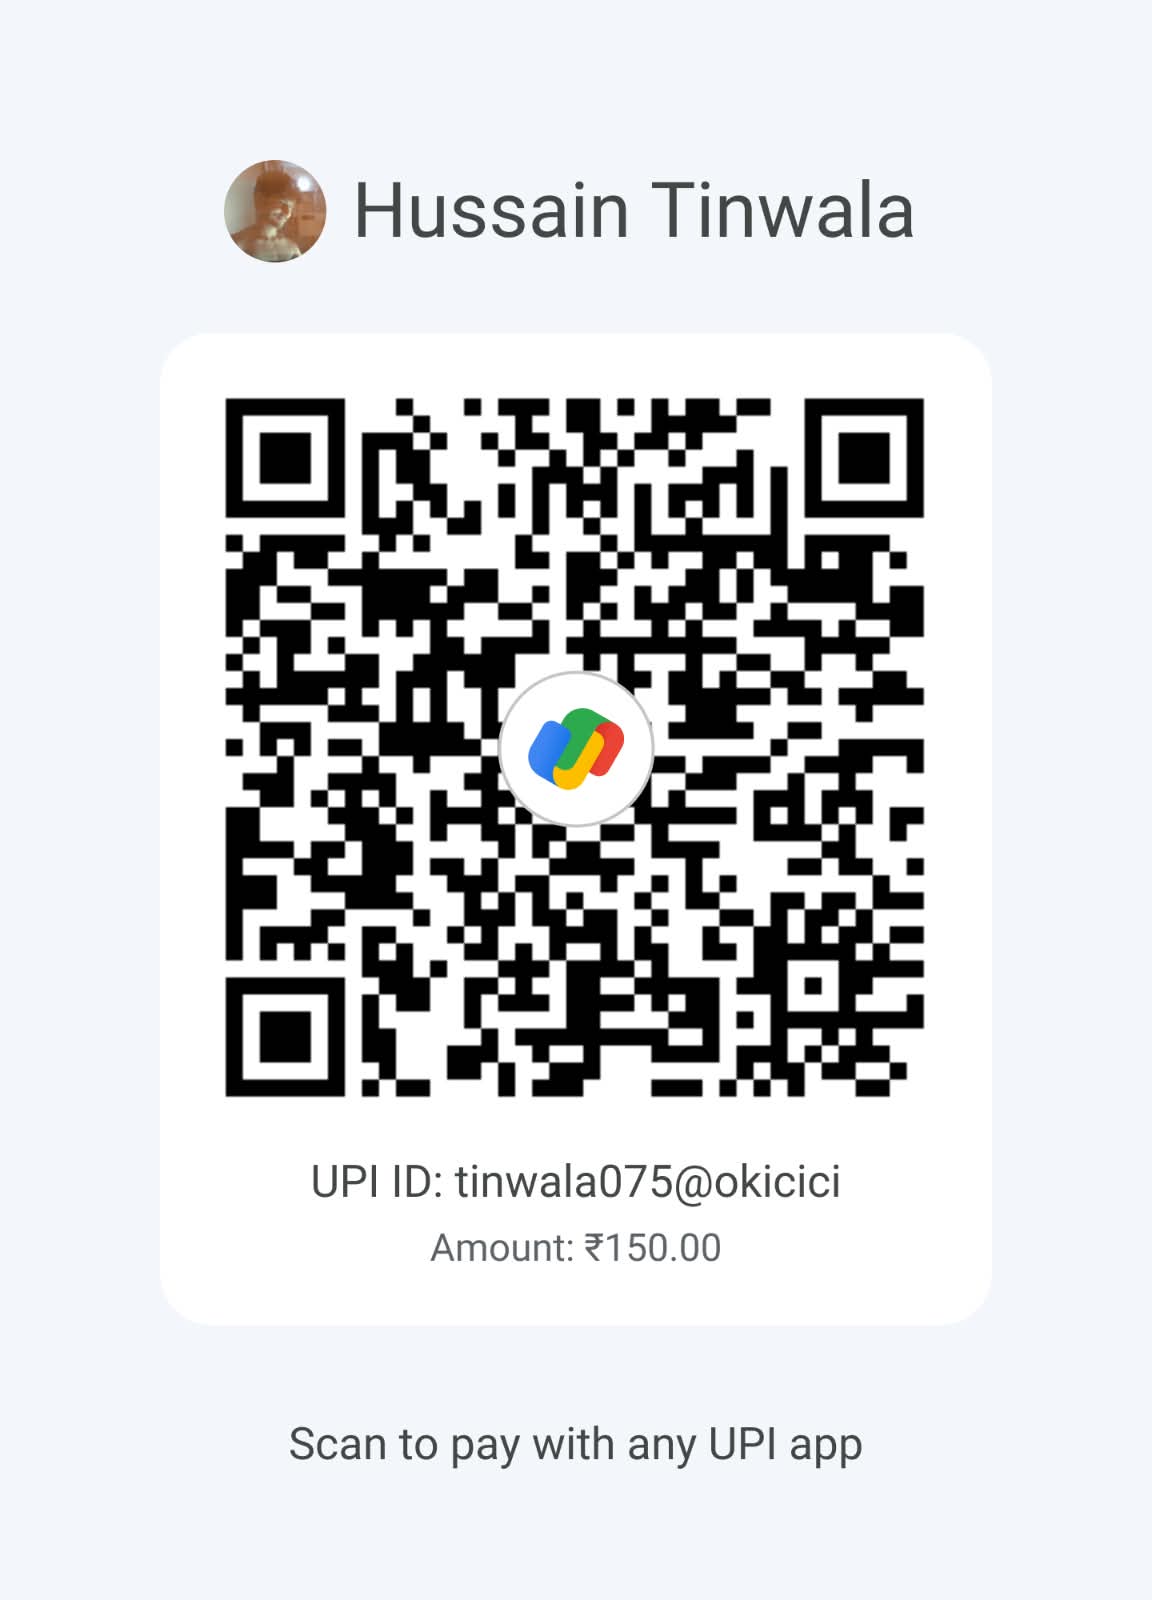 Hussain Tinwala
UPI ID: tinwala075@okicici
Amount: ₹150.00
Scan to pay with any UPI app